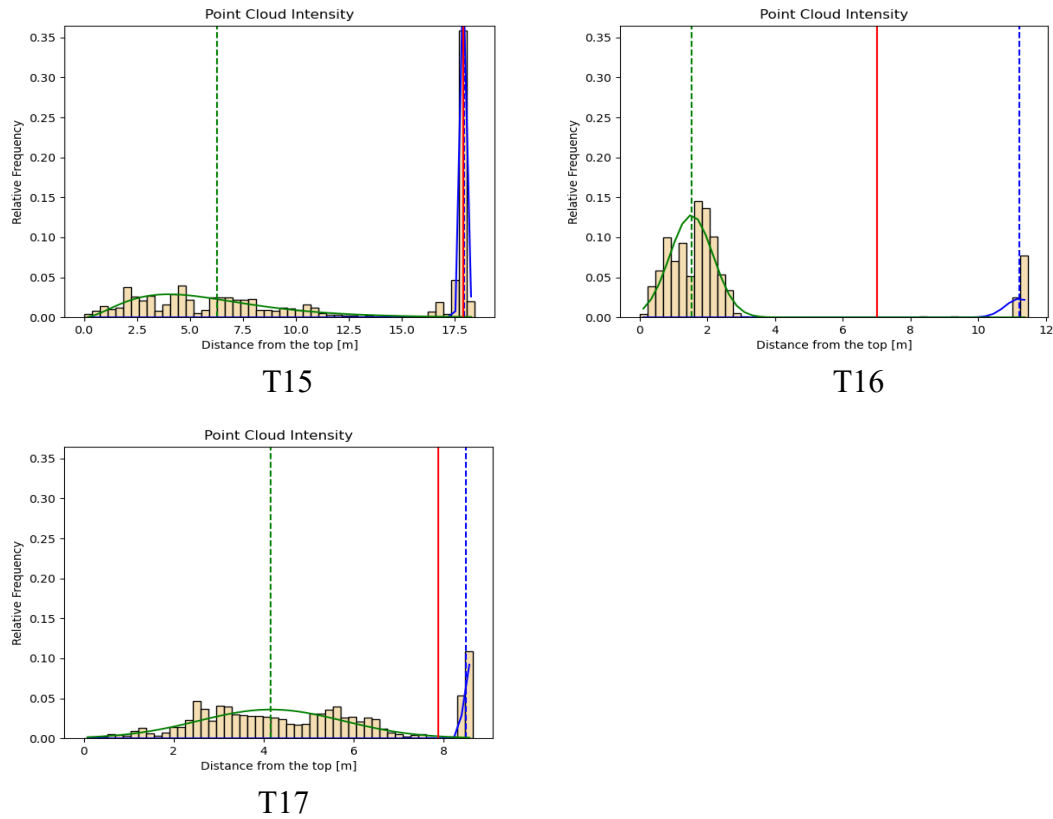 Point Cloud Intensity
Relative Frequency
0.35
0.30
0.25
0.20
0.15
0.10
0.05
0.00
0.0 2.5 5.0 7.5 10.0 12.5 15.0 17.5
Distance from the top [m]
T15
Point Cloud Intensity
Relative Frequency
0.35
0.30
0.25
0.20
0.15
0.10
0.05
0.00
0 2 4 6 8 10 12
Distance from the top [m]
T16
Point Cloud Intensity
Relative Frequency
0.35
0.30
0.25
0.20
0.15
0.10
0.05
0.00
0 2 4 6 8
Distance from the top [m]
T17